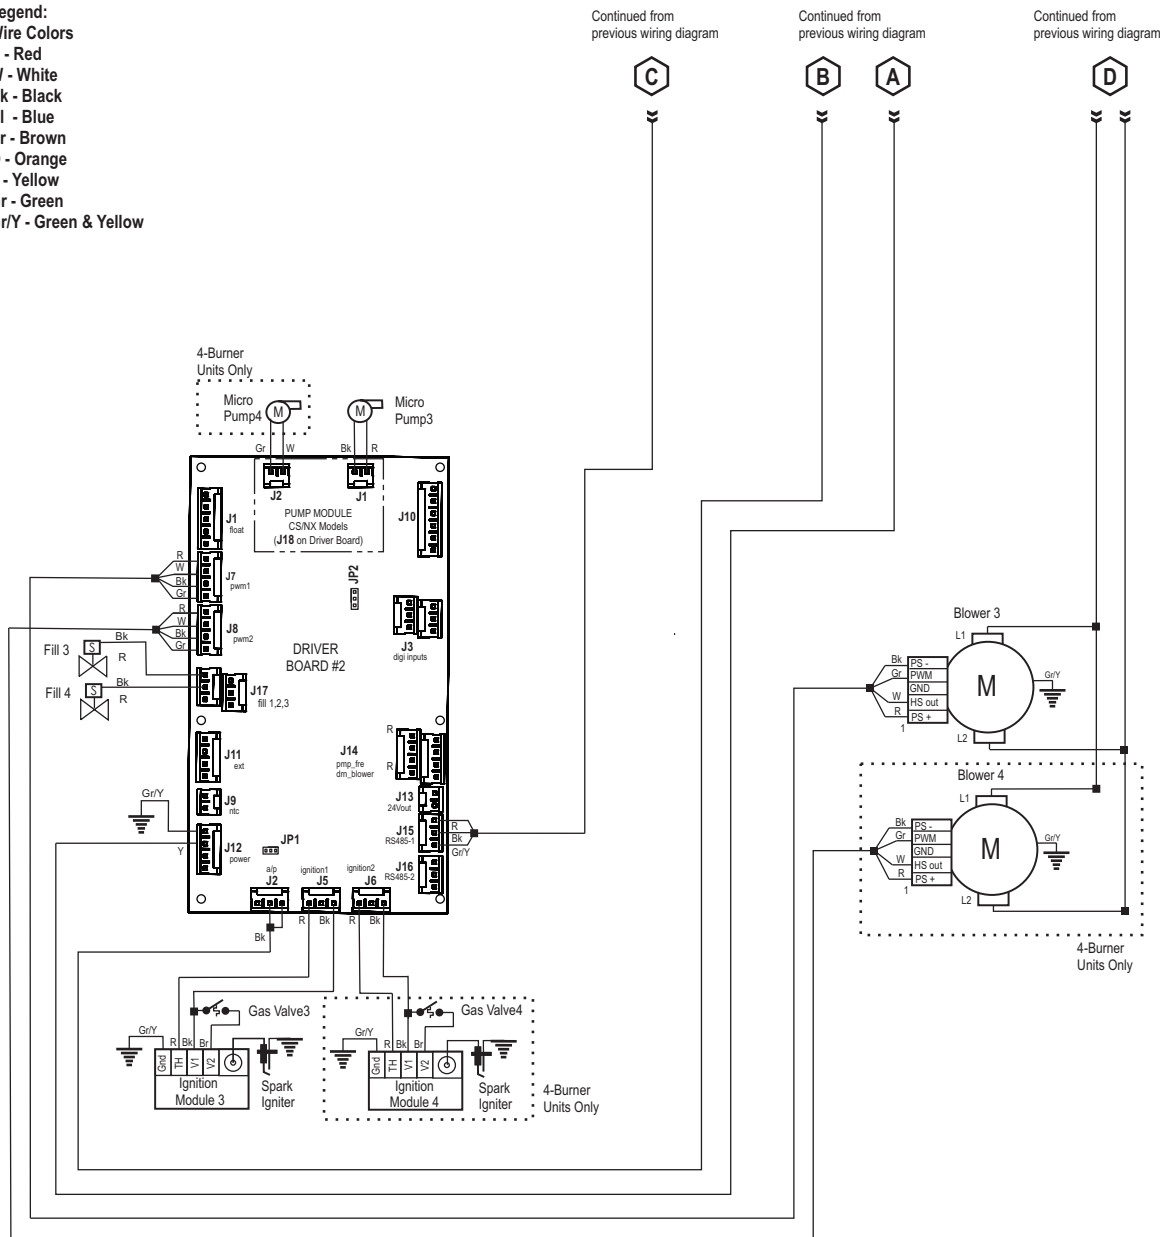 egend:
ire Colors
- Red
- White
k - Black
l - Blue
r - Brown
- Orange
- Yellow
r - Green
r/Y - Green & Yellow
Continued from
previous wiring diagram
C
Continued from
previous wiring diagram
B
A
Continued from
previous wiring diagram
D
4-Burner
Units Only
Micro
Pump4
M
M
Micro
Pump3
Gr
W
Bk
R
J2
J1
PUMP MODULE
CS/NX Models
(J18 on Driver Board)
J1
float
J10
R
W
Bk
Gr
J7
pwm1
JP2
R
W
Bk
Gr
J8
pwm2
J3
digi inputs
DRIVER
BOARD #2
Fill 3
S
Bk
R
Fill 4
S
Bk
R
J17
fill 1,2,3
J11
ext
J14
pmp_fre
drn_blower
R
R
J9
ntc
J13
24Vout
Gr/Y
J12
power
Y
JP1
J15
RS485-1
R
Bk
Gr/Y
J16
RS485-2
a/p
J2
ignition1
J5
ignition2
J6
Bk
R
Bk
R
Bk
Blower 3
L1
Bk
Gr
W
R
1
PS -
PWM
GND
HS out
PS +
M
Gr/Y
L2
Blower 4
L1
Bk
Gr
W
R
1
PS -
PWM
GND
HS out
PS +
M
Gr/Y
L2
4-Burner
Units Only
Gas Valve3
Gr/Y
R
Bk
Br
Gnd
TH
V1
V2
Ignition
Module 3
Spark
Igniter
Gas Valve4
Gr/Y
R
Bk
Br
Gnd
TH
V1
V2
Ignition
Module 4
Spark
Igniter
4-Burner
Units Only